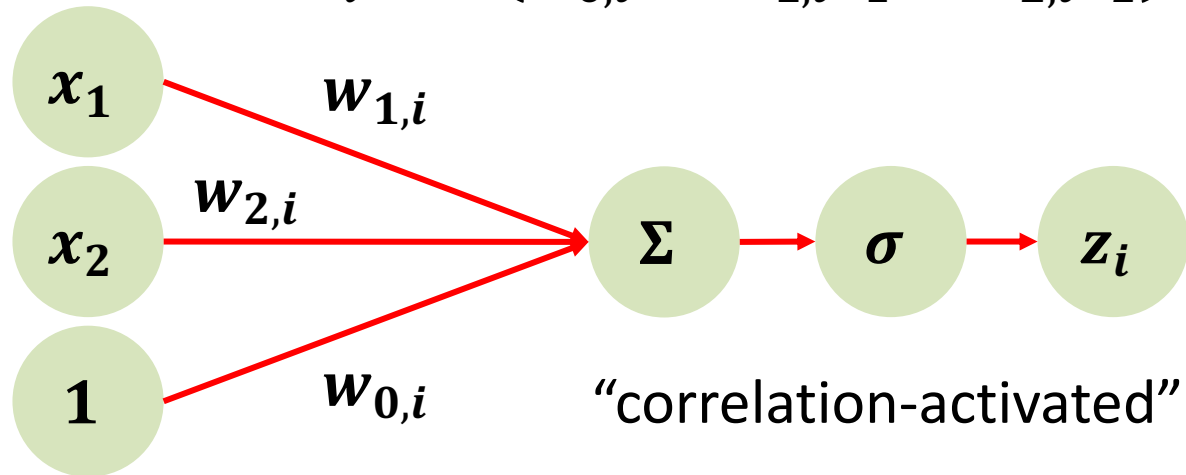 x₁
w₁,ᵢ
w₂,ᵢ
x₂
Σ
σ
zᵢ
1
w₀,ᵢ
“correlation-activated”